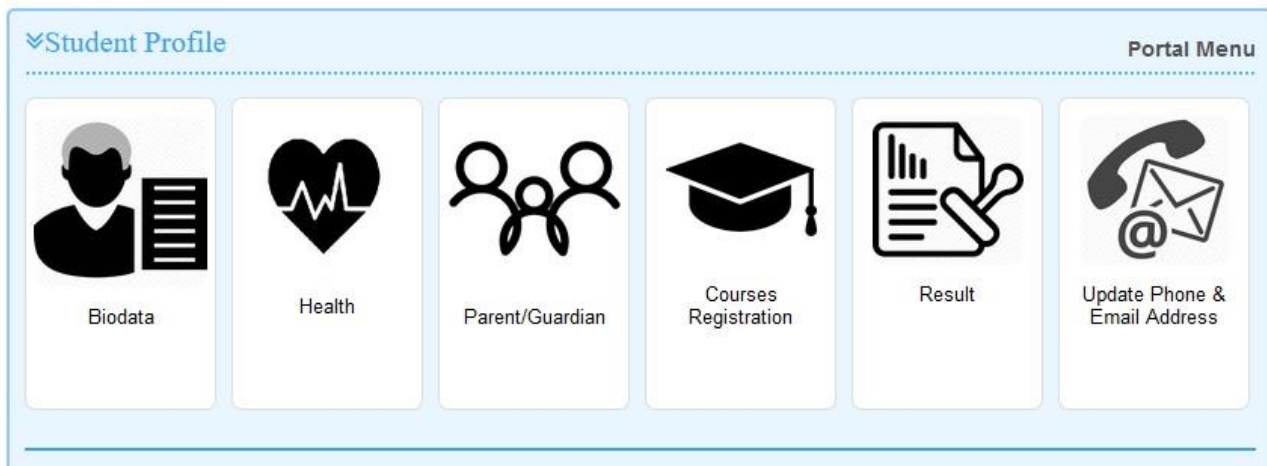 Student Profile
Portal Menu
Biodata
Health
Parent/Guardian
Courses
Registration
Result
Update Phone &
Email Address